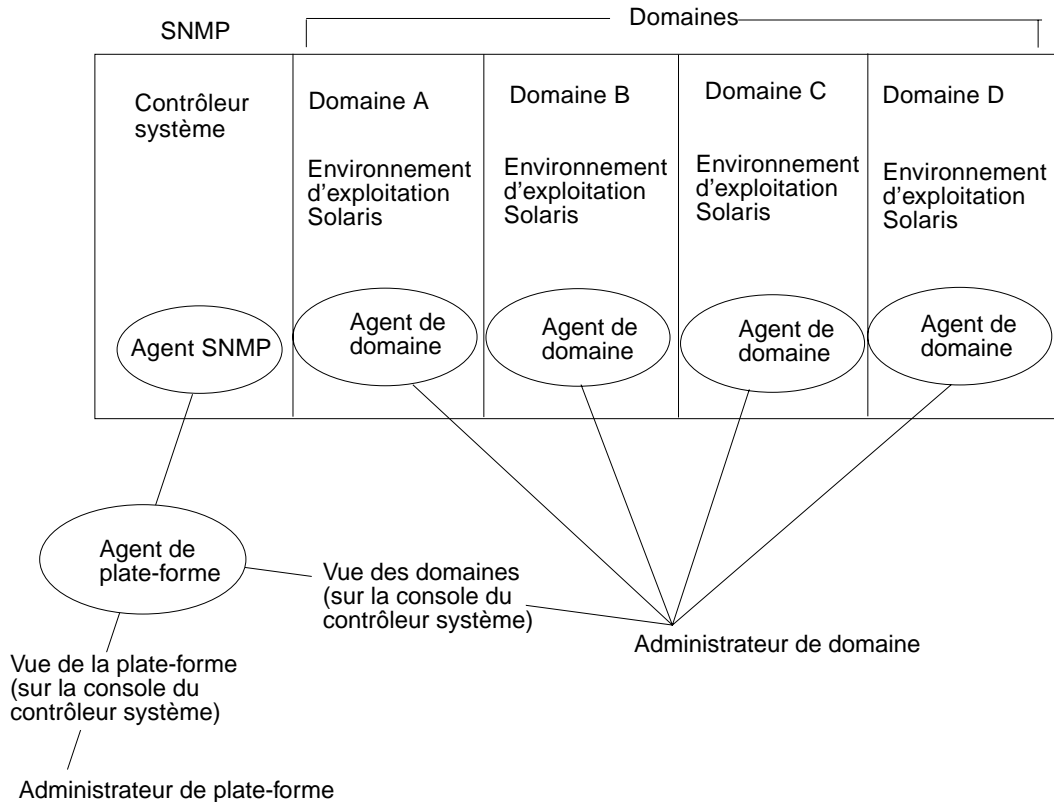 SNMP
Domaines
Contrôleur
système
Domaine A
Environnement
d'exploitation
Solaris
Domaine B
Environnement
d'exploitation
Solaris
Domaine C
Environnement
d'exploitation
Solaris
Domaine D
Environnement
d'exploitation
Solaris
Agent SNMP
Agent de
domaine
Agent de
domaine
Agent de
domaine
Agent de
domaine
Agent de
plate-forme
Vue des domaines
(sur la console du
contrôleur système)
Administrateur de domaine
Vue de la plate-forme
(sur la console du
contrôleur système)
Administrateur de plate-forme